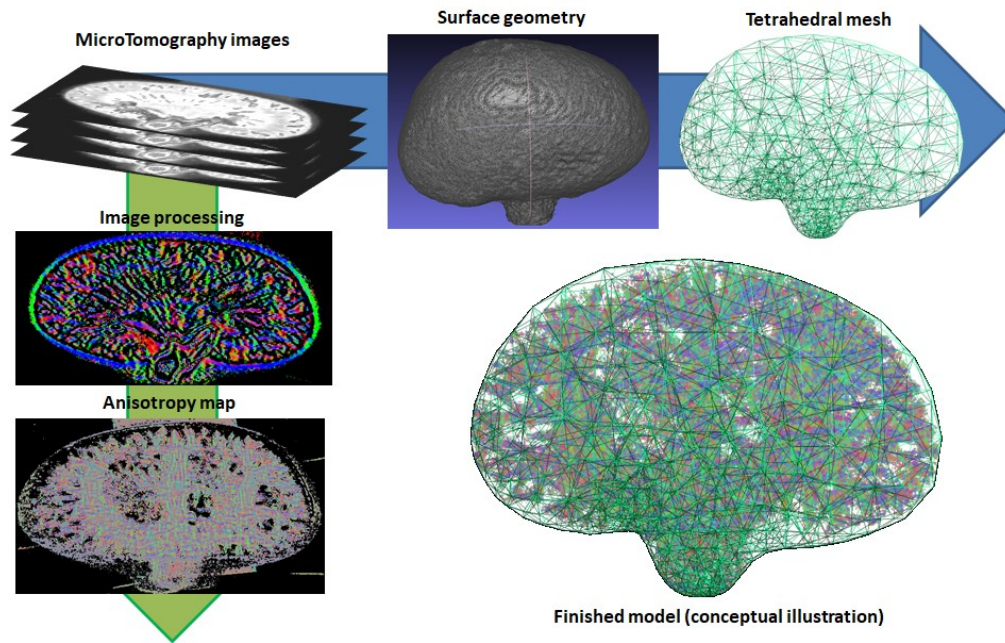 MicroTomography images
Surface geometry
Tetrahedral mesh
Image processing
Anisotropy map
Finished model (conceptual illustration)